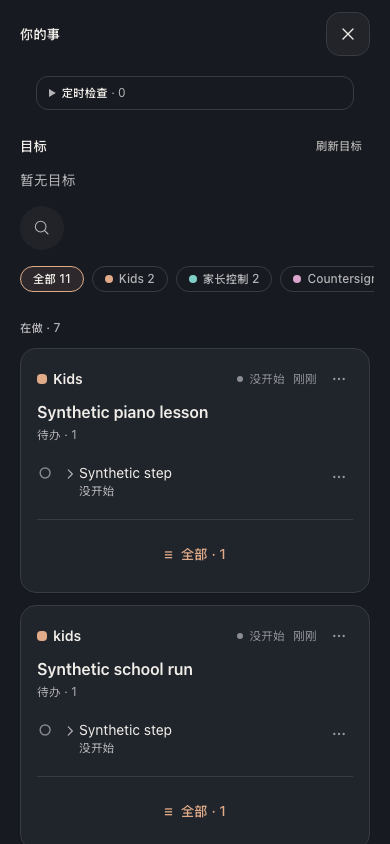 你的事
定时检查 · 0
目标
刷新目标
暂无目标
全部 11
Kids 2
家长控制 2
Countersign
在做 · 7
Kids
没开始 刚刚
Synthetic piano lesson
待办 · 1
Synthetic step
没开始
全部 · 1
kids
没开始 刚刚
Synthetic school run
待办 · 1
Synthetic step
没开始
全部 · 1